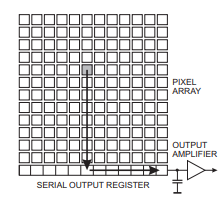 PIXEL
ARRAY
OUTPUT
AMPLIFIER
SERIAL OUTPUT REGISTER